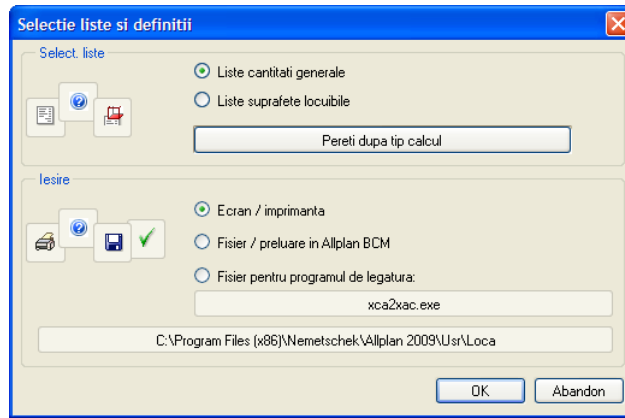 Selectie liste si definitii
Select. liste
Liste cantitati generale
Liste suprafete locuibile
Pereti dupa tip calcul
Iesire
Ecran / imprimanta
Fisier / preluare in Allplan BCM
Fisier pentru programul de legatura:
xca2xac.exe
C:\Program Files (x86)\Nemetschek\Allplan 2009\Usr\Loca
OK
Abandon